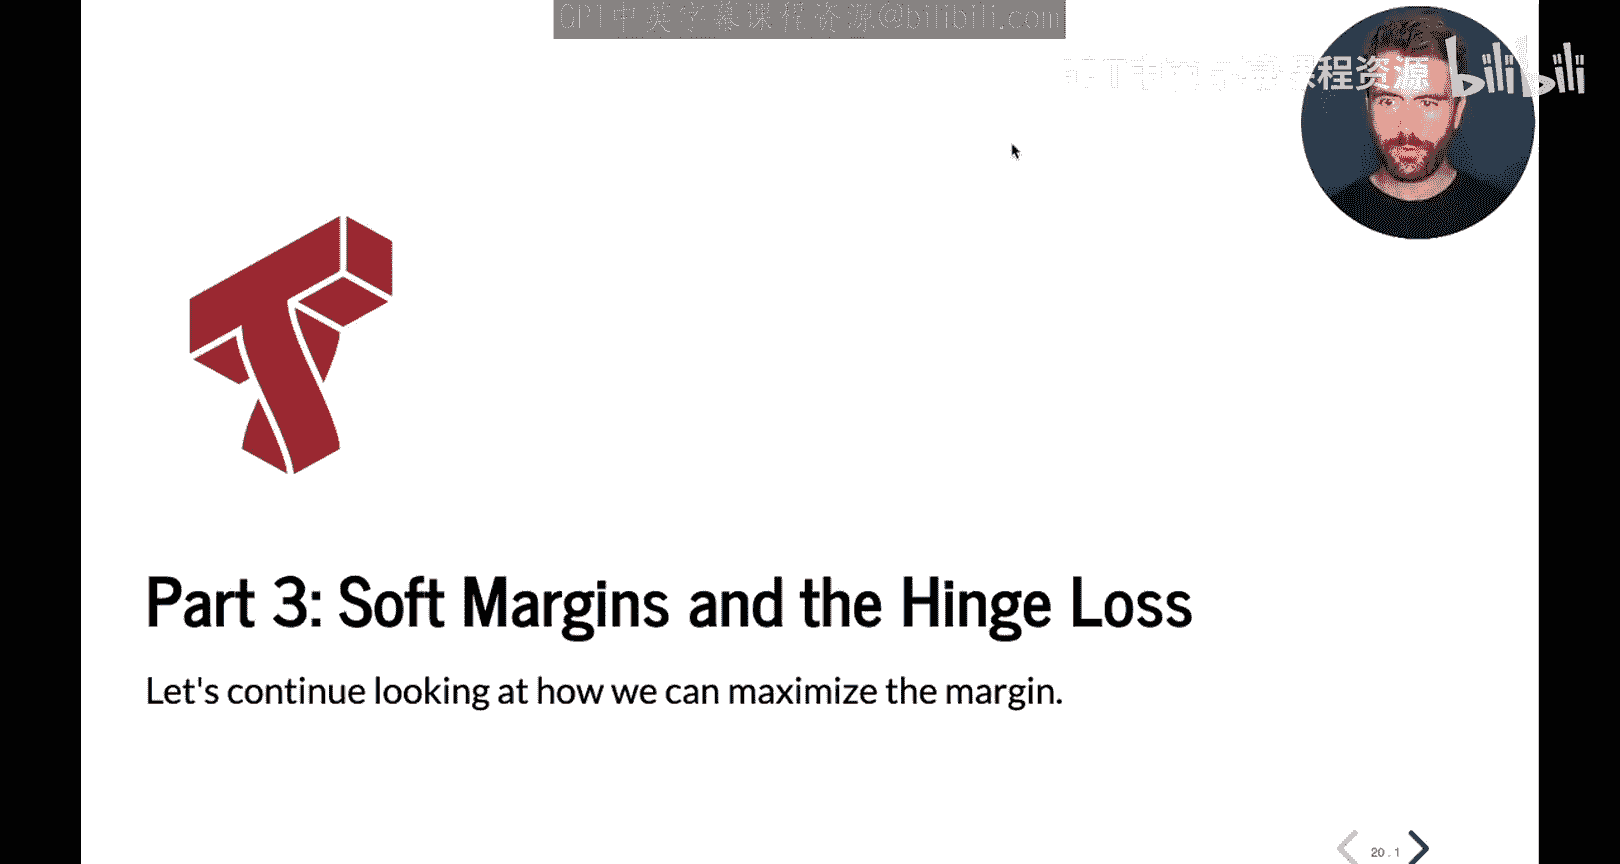 GPT中英字幕课程资源@bilibili.com
课程资源 bilibili
Part 3: Soft Margins and the Hinge Loss
Let's continue looking at how we can maximize the margin.
20 . 1